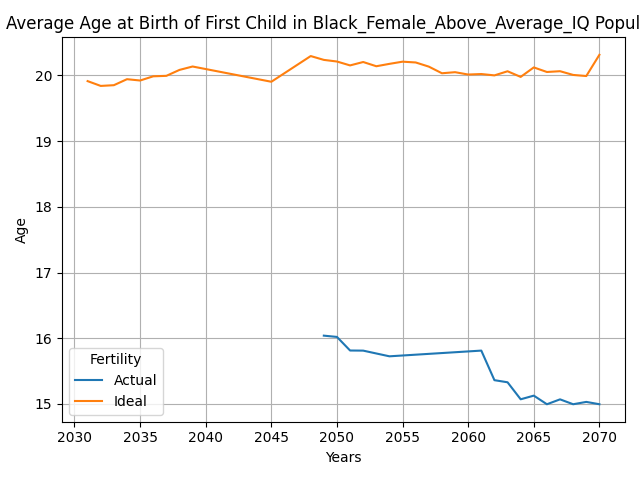 Average Age at Birth of First Child in Black_Female_Above_Average_IQ Popul
20
19
18
17
16
15
Age
Fertility
Actual
Ideal
2030 2035 2040 2045 2050 2055 2060 2065 2070
Years